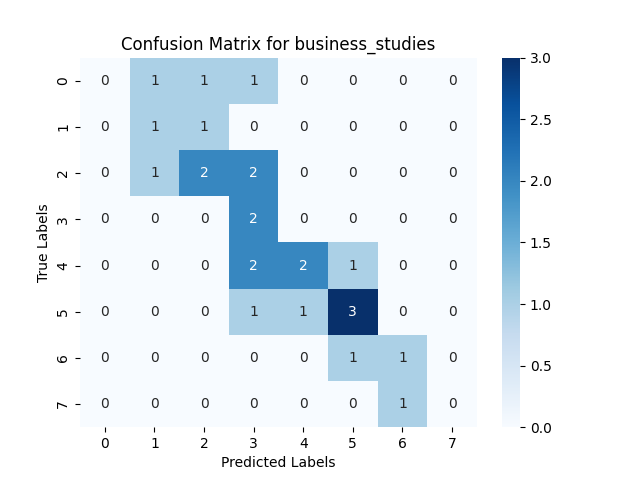 Confusion Matrix for business_studies
True Labels
0 0 1 1 1 0 0 0 0
1 0 1 1 0 0 0 0 0
2 0 1 2 2 0 0 0 0
3 0 0 0 2 0 0 0 0
4 0 0 0 2 2 1 0 0
5 0 0 0 1 1 3 0 0
6 0 0 0 0 0 1 1 0
7 0 0 0 0 0 0 1 0
0 1 2 3 4 5 6 7
Predicted Labels
3.0
2.5
2.0
1.5
1.0
0.5
0.0